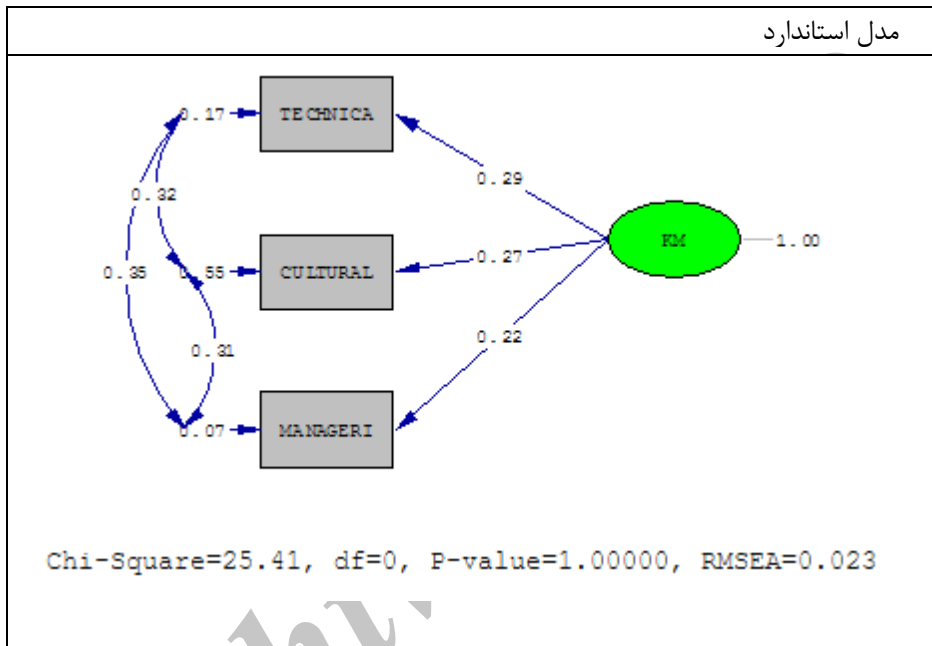 مدل استاندارد
0.17
TECHNICA
0.29
0.32
KM
1.00
0.27
0.35
0.55
CULTURAL
0.31
0.22
0.07
MANAGERI
Chi-Square=25.41, df=0, P-value=1.00000, RMSEA=0.023